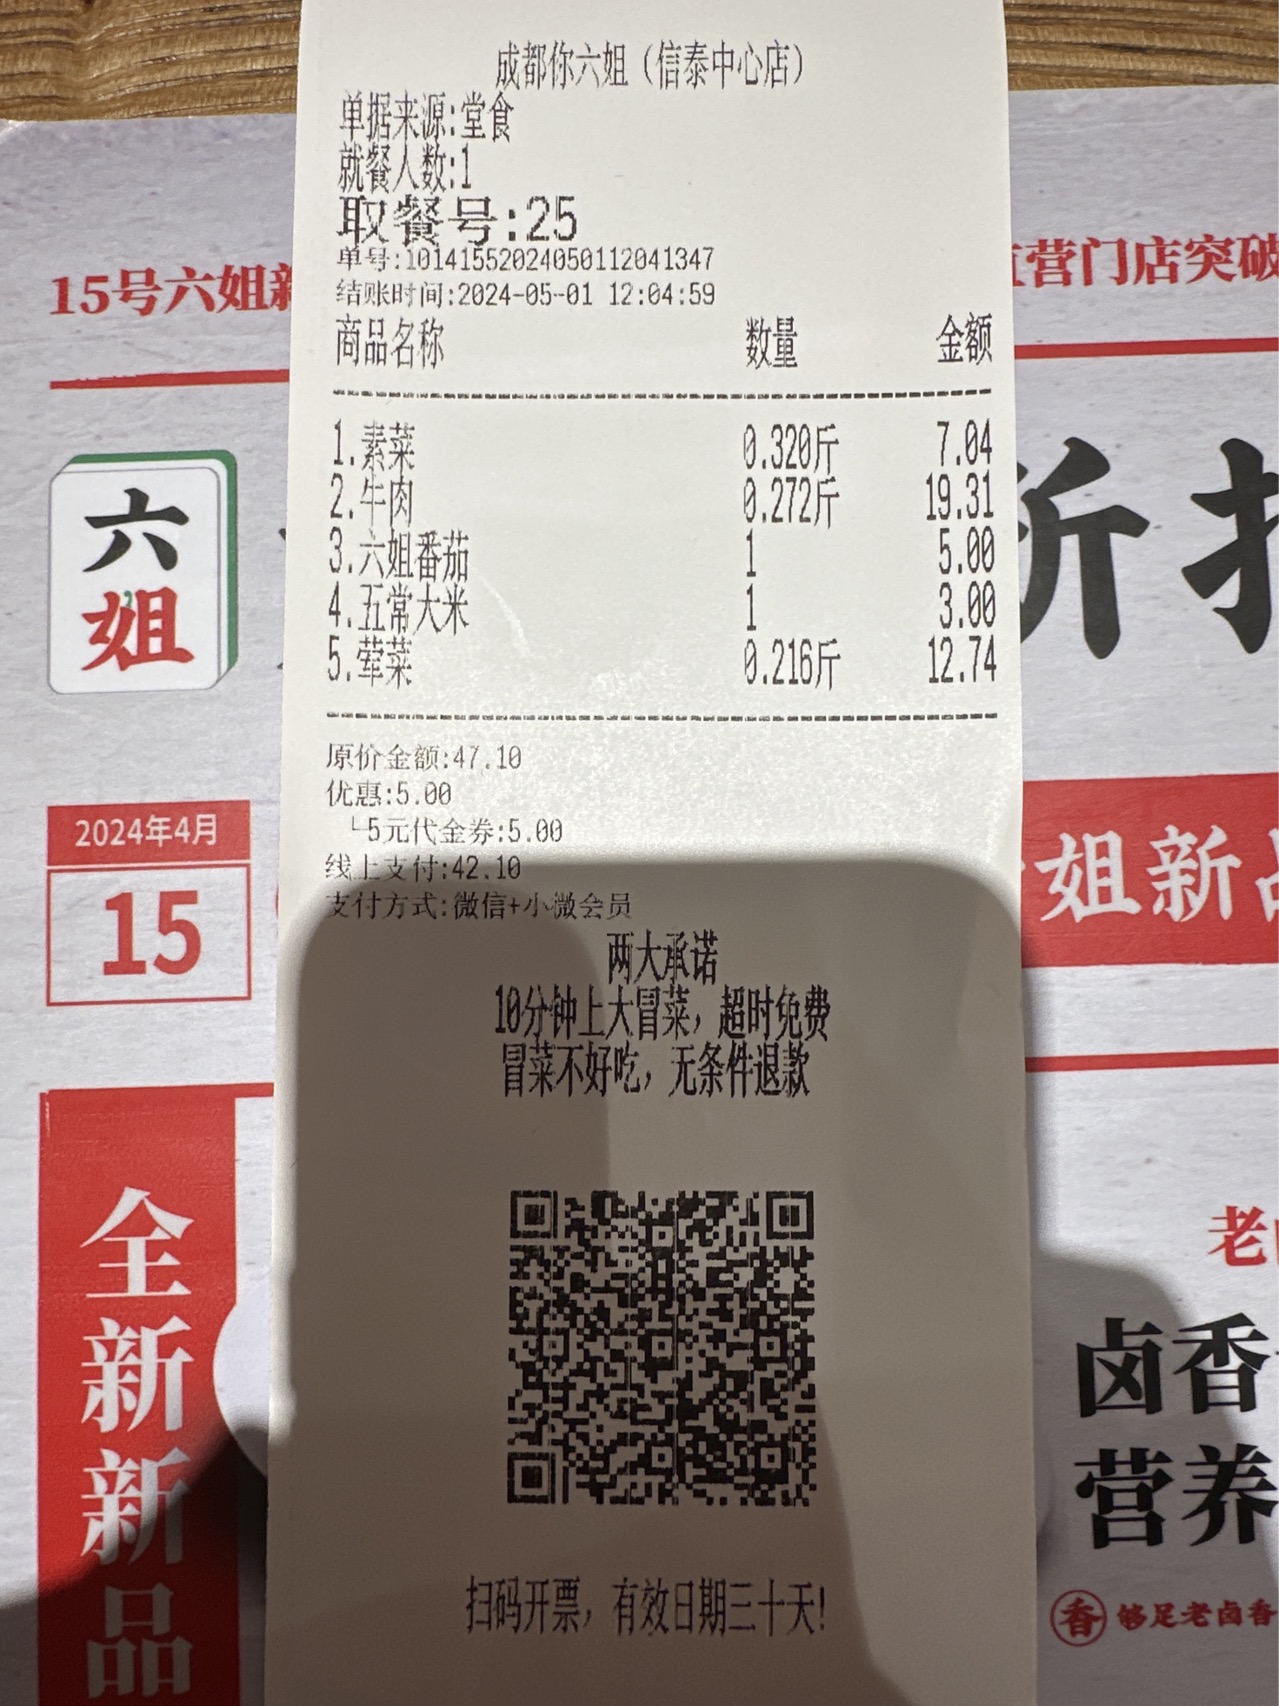 成都你六姐（信泰中心店）
单据来源:堂食
就餐人数:1
取餐号:25
单号:10141552024050112041347
结账时间:2024-05-01 12:04:59
商品名称 数量 金额
1.素菜 0.320斤 7.04
2.牛肉 0.272斤 19.31
3.六姐番茄 1 5.00
4.五常大米 1 3.00
5.荤菜 0.216斤 12.74
原价金额:47.10
优惠:5.00
└5元代金券:5.00
线上支付:42.10
支付方式:微信+小微会员
两大承诺
10分钟上大冒菜，超时免费
冒菜不好吃，无条件退款
扫码开票，有效日期三十天!
15号六姐新
营门店突破
六姐
2024年4月
15
姐新
全新新品
老
卤香
营养
香 够足老卤香